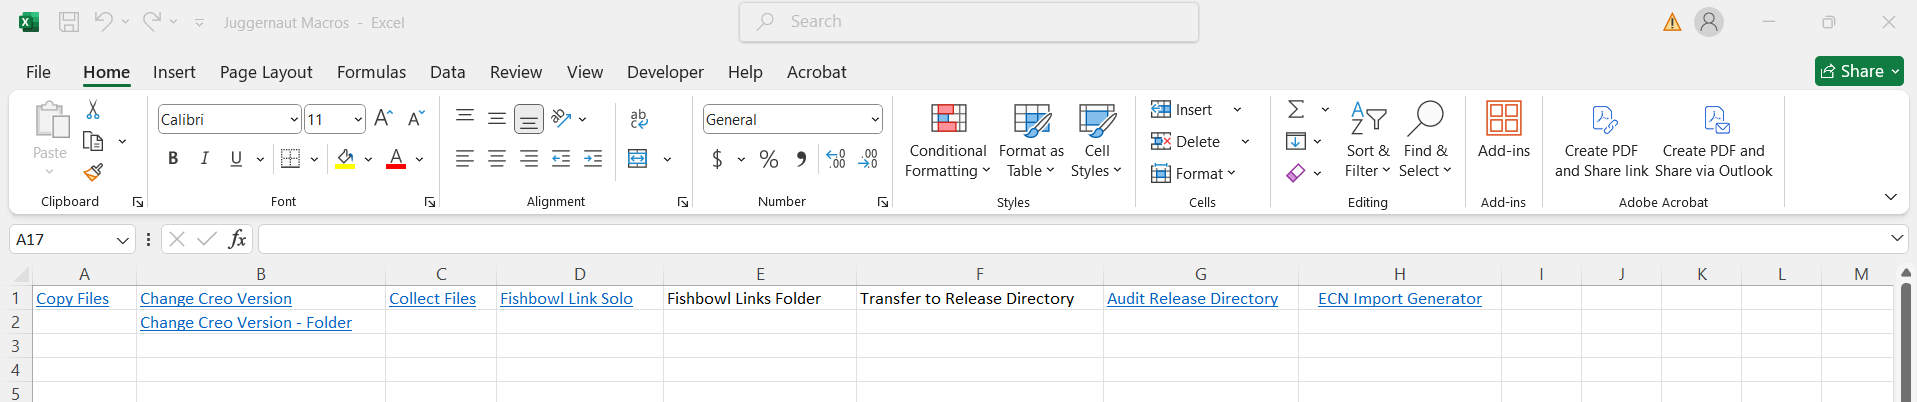 Juggernaut Macros - Excel
Search
File Home Insert Page Layout Formulas Data Review View Developer Help Acrobat
Share
Paste
Clipboard
Calibri 11
B I U
Font
ab
Alignment
General
$ % 9 .00 .00
Number
Conditional Formatting
Format as Table
Cell Styles
Styles
Insert
Delete
Format
Cells
Sort & Filter
Find & Select
Editing
Add-ins
Add-ins
Create PDF and Share link
Create PDF and Share via Outlook
Adobe Acrobat
A17 fx
A B C D E F G H I J K L M
1 Copy Files Change Creo Version Collect Files Fishbowl Link Solo Fishbowl Links Folder Transfer to Release Directory Audit Release Directory ECN Import Generator
2 Change Creo Version - Folder
3
4
5